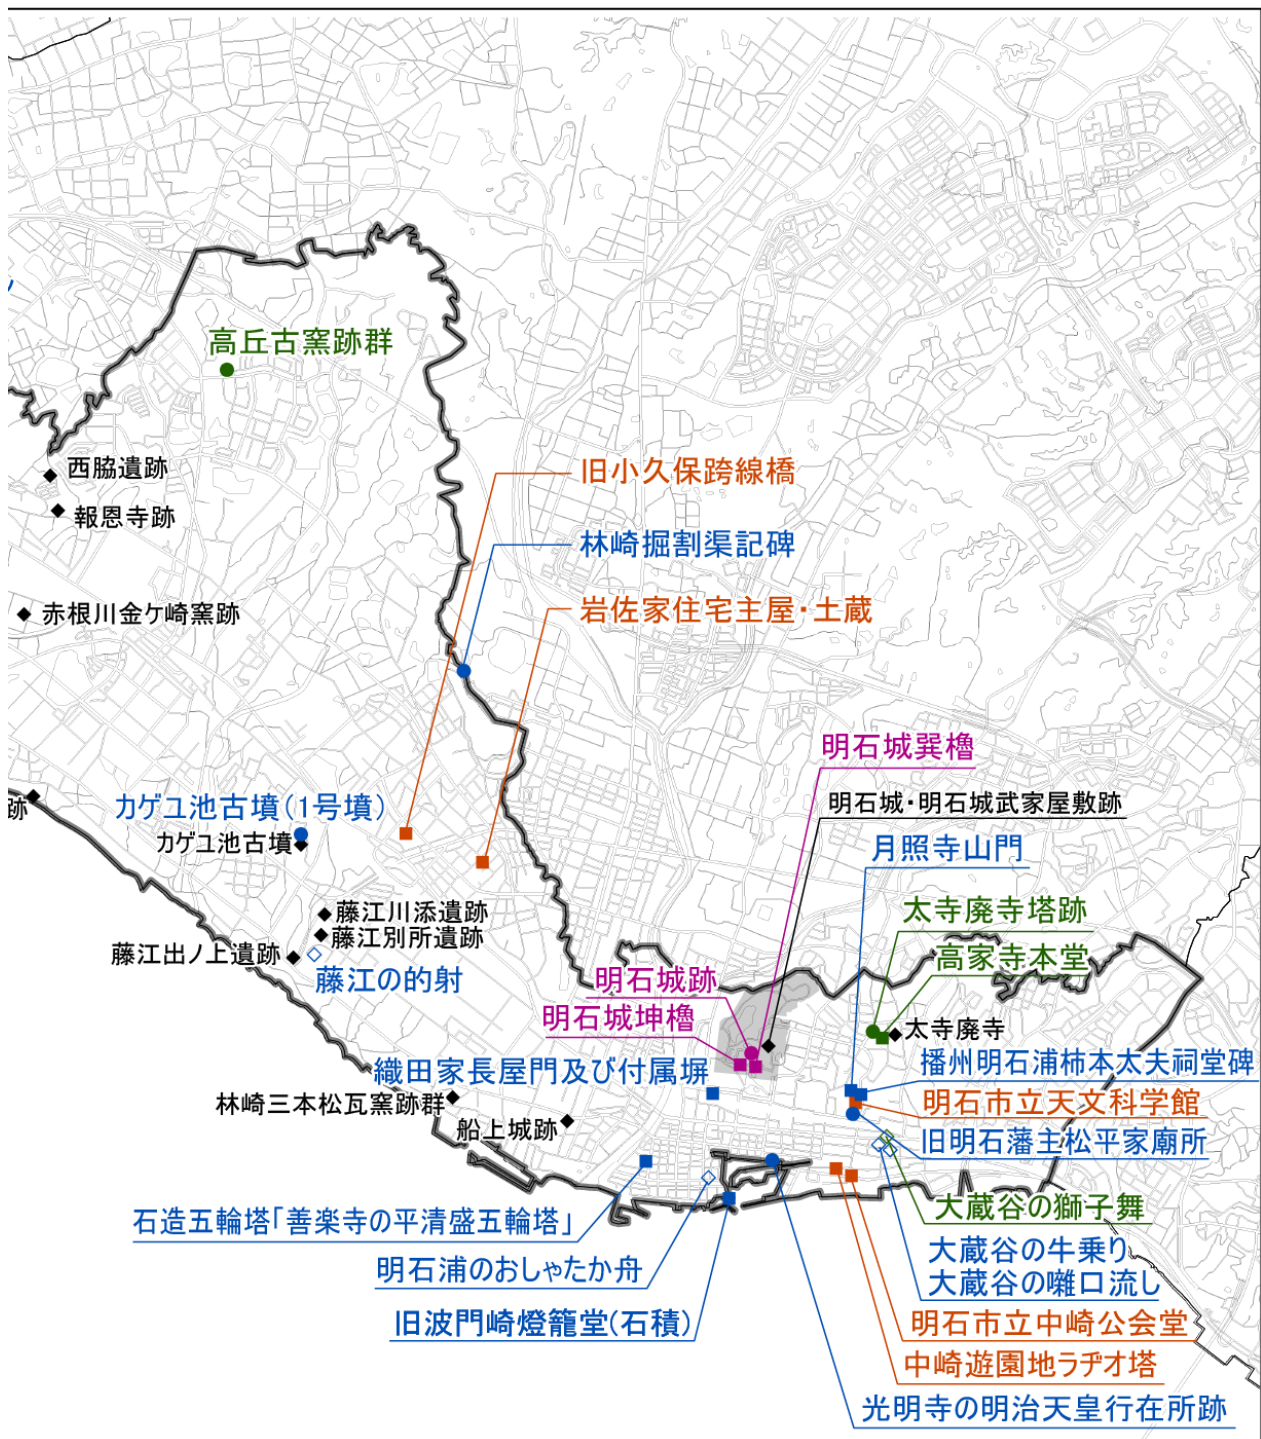 高丘古窯跡群
西脇遺跡
旧小久保跨線橋
報恩寺跡
林崎掘割渠記碑
赤根川金ケ崎窯跡
岩佐家住宅主屋・土蔵
明石城巽櫓
跡
カゲユ池古墳(1号墳)
明石城・明石城武家屋敷跡
カゲユ池古墳
月照寺山門
藤江川添遺跡
太寺廃寺塔跡
藤江別所遺跡
藤江出ノ上遺跡
高家寺本堂
藤江の的射
明石城跡
明石城坤櫓
太寺廃寺
織田家長屋門及び付属塀
播州明石浦柿本太夫祠堂碑
林崎三本松瓦窯跡群
明石市立天文科学館
船上城跡
旧明石藩主松平家廟所
石造五輪塔「善楽寺の平清盛五輪塔」
大蔵谷の獅子舞
大蔵谷の牛乗り
明石浦のおしゃたか舟
大蔵谷の囃口流し
旧波門崎燈籠堂(石積)
明石市立中崎公会堂
中崎遊園地ラヂオ塔
光明寺の明治天皇行在所跡